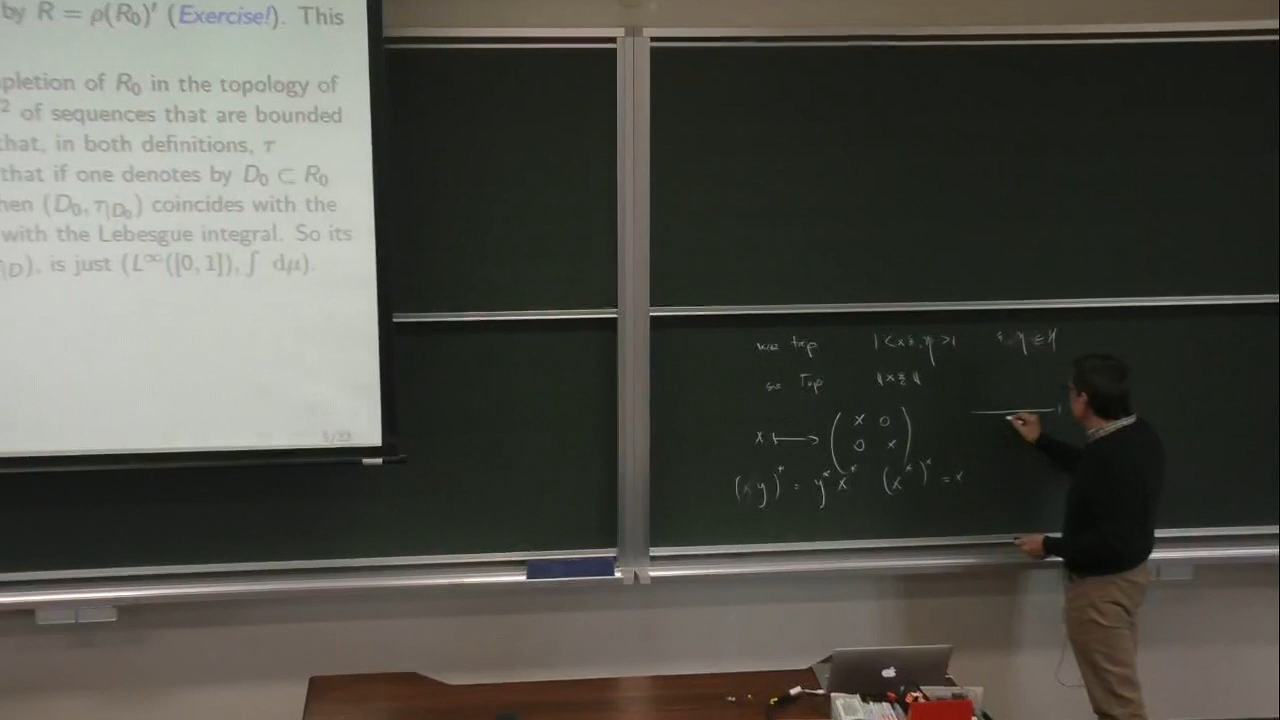 by R = ρ(R₀)′ (Exercise!). This
pletion of R₀ in the topology of
² of sequences that are bounded
hat, in both definitions, τ
that if one denotes by D₀ ⊂ R₀
hen (D₀, τ|D₀) coincides with the
with the Lebesgue integral. So its
|D), is just (L^∞([0, 1]), ∫ dμ).
top |<xξ, η>| ξ, η ∈ H
so Top ‖xξ‖
x ⟼ ( x 0
0 x )
(xy)* = y* x* (x*)* = x